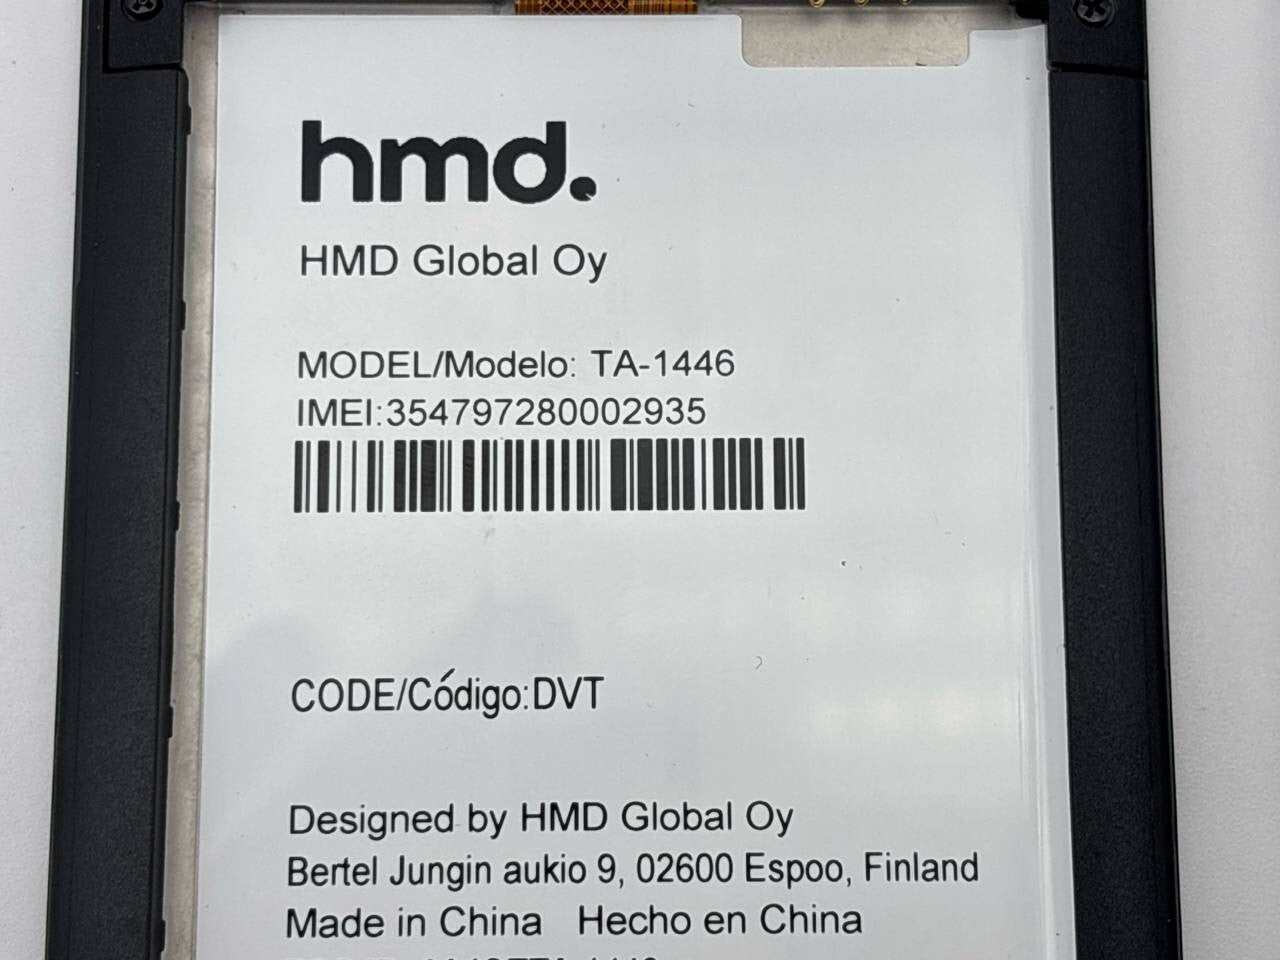 hmd.
HMD Global Oy
MODEL/Modelo: TA-1446
IMEI:354797280002935
CODE/Código:DVT
Designed by HMD Global Oy
Bertel Jungin aukio 9, 02600 Espoo, Finland
Made in China Hecho en China